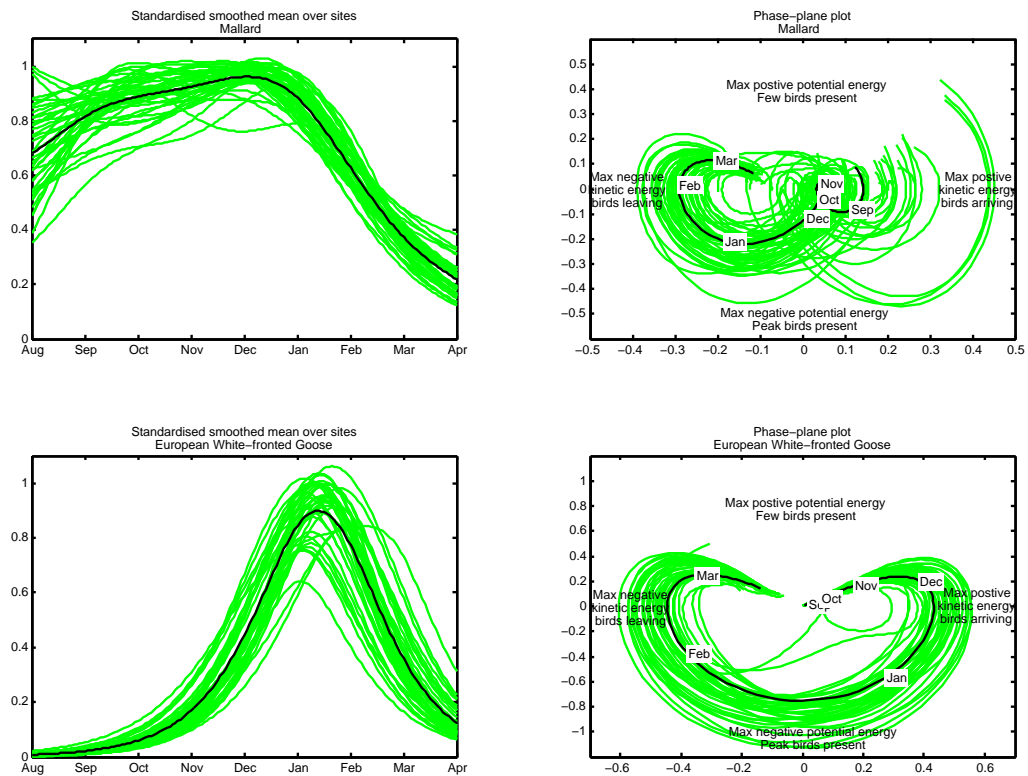 Standardised smoothed mean over sites
Mallard
1
0.8
0.6
0.4
0.2
0
Aug Sep Oct Nov Dec Jan Feb Mar Apr
Phase−plane plot
Mallard
0.5
0.4
0.3
0.2
0.1
0
−0.1
−0.2
−0.3
−0.4
−0.5
Max postive potential energy
Few birds present
Max negative
kinetic energy
birds leaving
Max postive
kinetic energy
birds arriving
Mar
Feb
Nov
Oct
Sep
Dec
Jan
Max negative potential energy
Peak birds present
−0.5 −0.4 −0.3 −0.2 −0.1 0 0.1 0.2 0.3 0.4 0.5
Standardised smoothed mean over sites
European White−fronted Goose
1
0.8
0.6
0.4
0.2
0
Aug Sep Oct Nov Dec Jan Feb Mar Apr
Phase−plane plot
European White−fronted Goose
1
0.8
0.6
0.4
0.2
0
−0.2
−0.4
−0.6
−0.8
−1
Max postive potential energy
Few birds present
Max negative
kinetic energy
birds leaving
Max postive
kinetic energy
birds arriving
Mar
Oct
Nov
Dec
Feb
Jan
Max negative potential energy
Peak birds present
−0.6 −0.4 −0.2 0 0.2 0.4 0.6